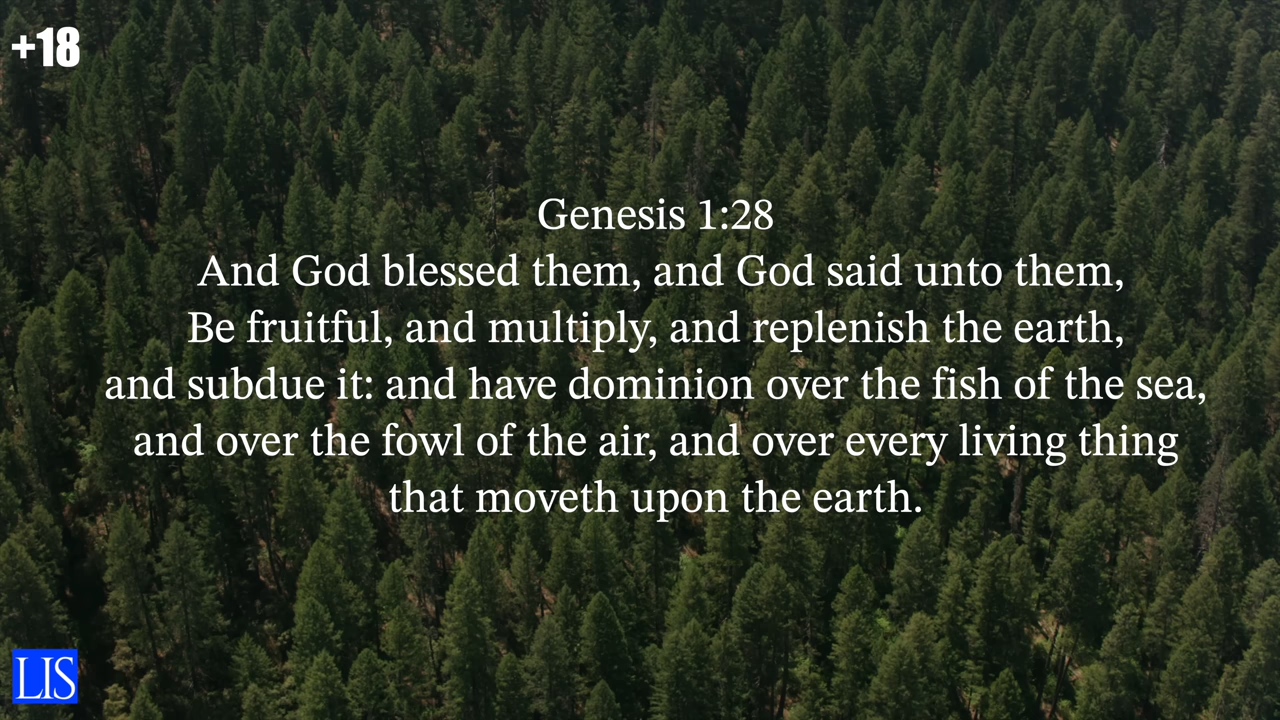 +18
Genesis 1:28
And God blessed them, and God said unto them,
Be fruitful, and multiply, and replenish the earth,
and subdue it: and have dominion over the fish of the sea,
and over the fowl of the air, and over every living thing
that moveth upon the earth.
LIS